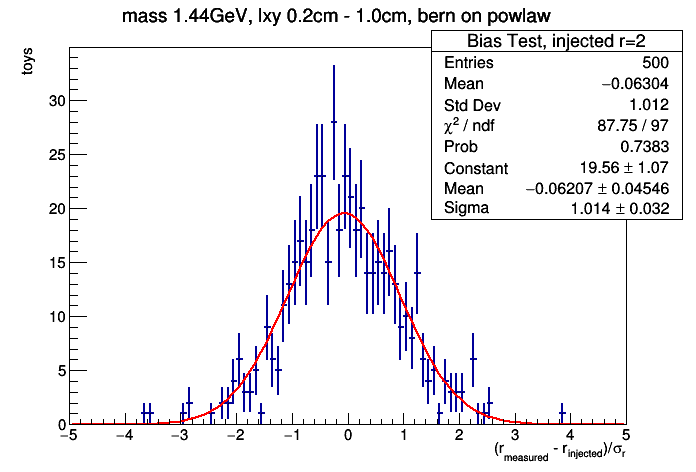 mass 1.44GeV, lxy 0.2cm - 1.0cm, bern on powlaw
Bias Test, injected r=2
Entries 500
Mean −0.06304
Std Dev 1.012
χ² / ndf 87.75 / 97
Prob 0.7383
Constant 19.56 ± 1.07
Mean −0.06207 ± 0.04546
Sigma 1.014 ± 0.032
toys
30
25
20
15
10
5
0
−5 −4 −3 −2 −1 0 1 2 3 4 5
(r_measured - r_injected)/σ_r